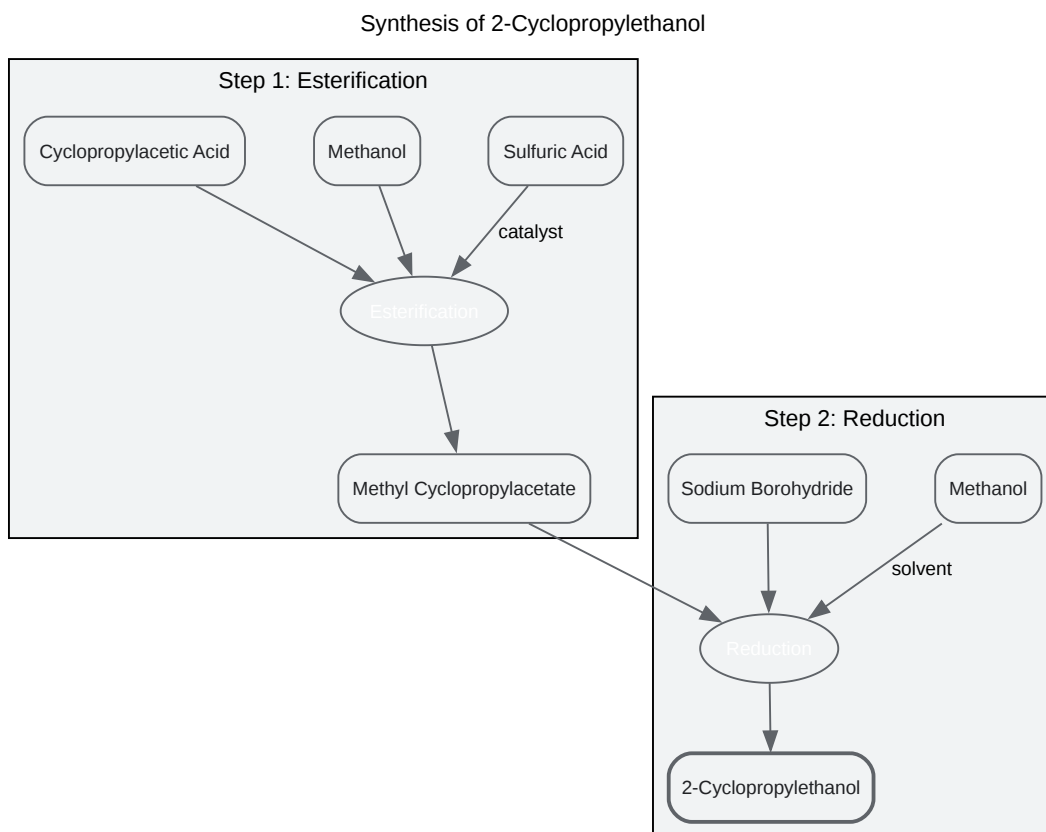 Synthesis of 2-Cyclopropylethanol
Step 1: Esterification
Cyclopropylacetic Acid
Methanol
Sulfuric Acid
catalyst
Esterification
Methyl Cyclopropylacetate
Step 2: Reduction
Sodium Borohydride
Methanol
solvent
Reduction
2-Cyclopropylethanol